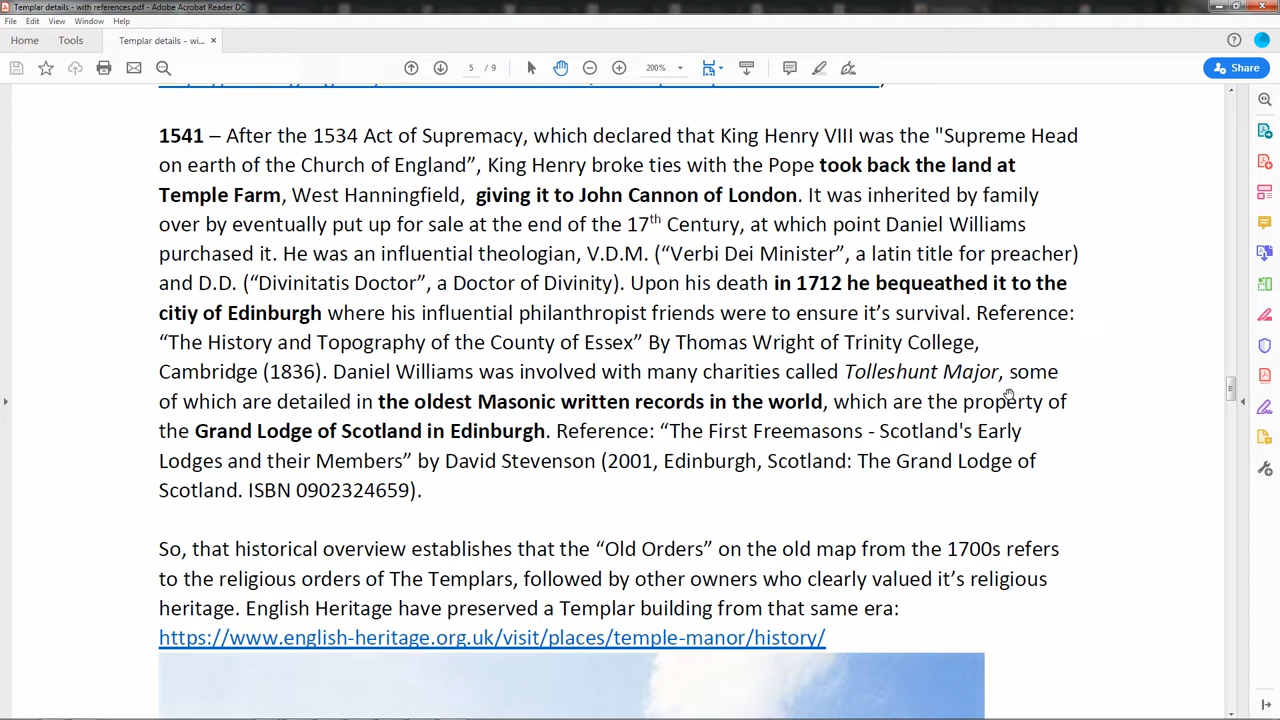 Templar details - with references.pdf - Adobe Acrobat Reader DC
File Edit View Window Help
Home Tools Templar details - wi... ×
5 / 9 200% Share
1541 – After the 1534 Act of Supremacy, which declared that King Henry VIII was the "Supreme Head
on earth of the Church of England”, King Henry broke ties with the Pope took back the land at
Temple Farm, West Hanningfield, giving it to John Cannon of London. It was inherited by family
over by eventually put up for sale at the end of the 17th Century, at which point Daniel Williams
purchased it. He was an influential theologian, V.D.M. (“Verbi Dei Minister”, a latin title for preacher)
and D.D. (“Divinitatis Doctor”, a Doctor of Divinity). Upon his death in 1712 he bequeathed it to the
citiy of Edinburgh where his influential philanthropist friends were to ensure it’s survival. Reference:
“The History and Topography of the County of Essex” By Thomas Wright of Trinity College,
Cambridge (1836). Daniel Williams was involved with many charities called Tolleshunt Major, some
of which are detailed in the oldest Masonic written records in the world, which are the property of
the Grand Lodge of Scotland in Edinburgh. Reference: “The First Freemasons - Scotland's Early
Lodges and their Members” by David Stevenson (2001, Edinburgh, Scotland: The Grand Lodge of
Scotland. ISBN 0902324659).
So, that historical overview establishes that the “Old Orders” on the old map from the 1700s refers
to the religious orders of The Templars, followed by other owners who clearly valued it’s religious
heritage. English Heritage have preserved a Templar building from that same era:
https://www.english-heritage.org.uk/visit/places/temple-manor/history/